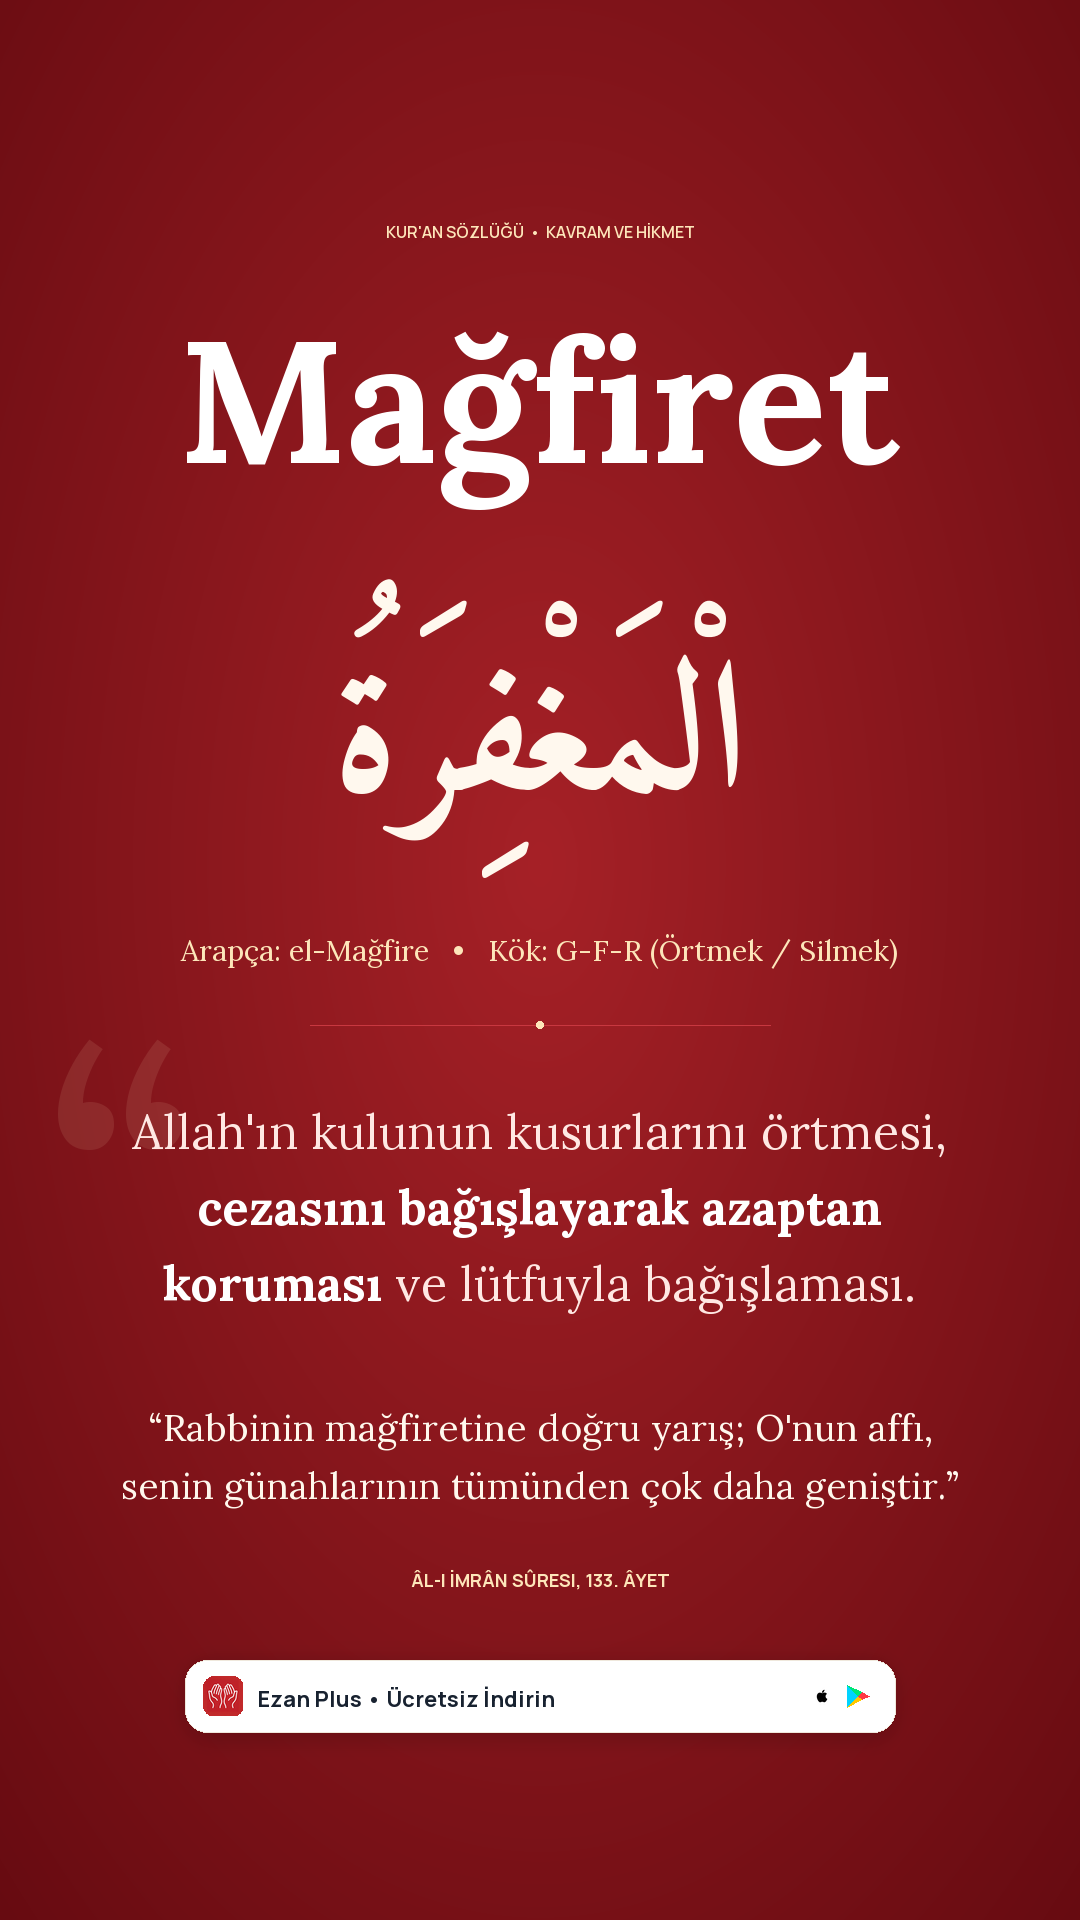 KUR'AN SÖZLÜĞÜ • KAVRAM VE HİKMET
Mağfiret
الْمَغْفِرَةُ
Arapça: el-Mağfire • Kök: G-F-R (Örtmek / Silmek)
Allah'ın kulunun kusurlarını örtmesi,
cezasını bağışlayarak azaptan
koruması ve lütfuyla bağışlaması.
“Rabbinin mağfiretine doğru yarış; O'nun affı,
senin günahlarının tümünden çok daha geniştir.”
ÂL-I İMRÂN SÛRESI, 133. ÂYET
Ezan Plus • Ücretsiz İndirin